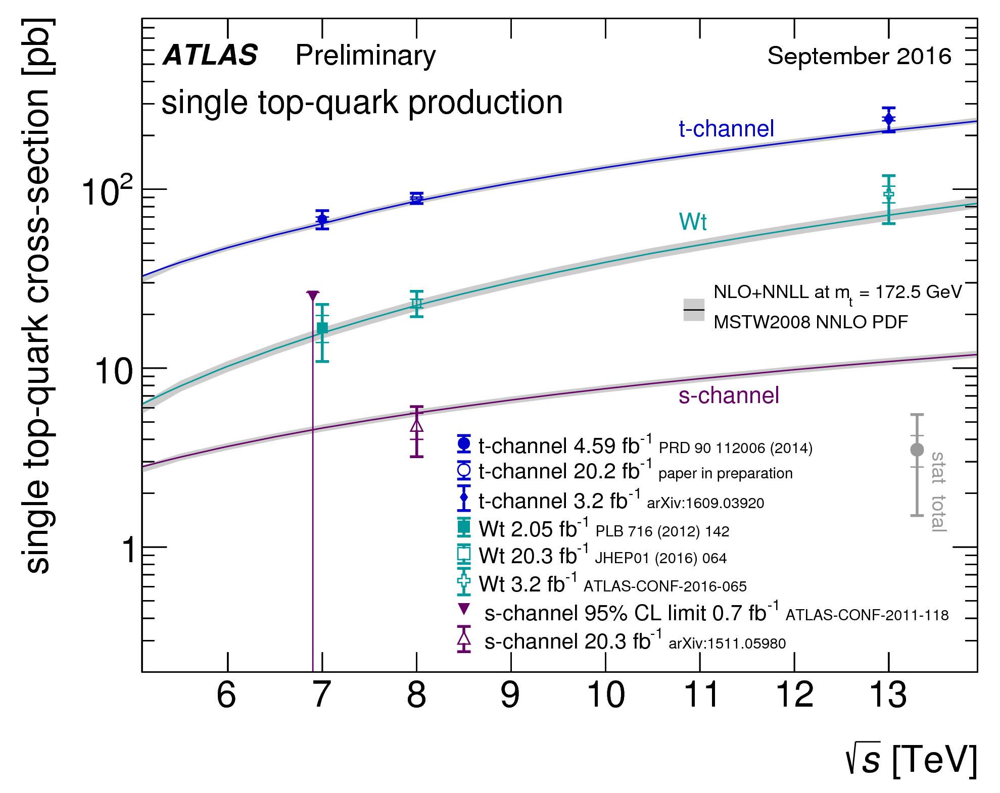 single top-quark cross-section [pb]
ATLAS Preliminary
September 2016
single top-quark production
t-channel
10²
Wt
NLO+NNLL at mₜ = 172.5 GeV
MSTW2008 NNLO PDF
10
s-channel
t-channel 4.59 fb⁻¹ PRD 90 112006 (2014)
t-channel 20.2 fb⁻¹ paper in preparation
t-channel 3.2 fb⁻¹ arXiv:1609.03920
stat total
Wt 2.05 fb⁻¹ PLB 716 (2012) 142
1
Wt 20.3 fb⁻¹ JHEP01 (2016) 064
Wt 3.2 fb⁻¹ ATLAS-CONF-2016-065
s-channel 95% CL limit 0.7 fb⁻¹ ATLAS-CONF-2011-118
s-channel 20.3 fb⁻¹ arXiv:1511.05980
6 7 8 9 10 11 12 13
√s [TeV]